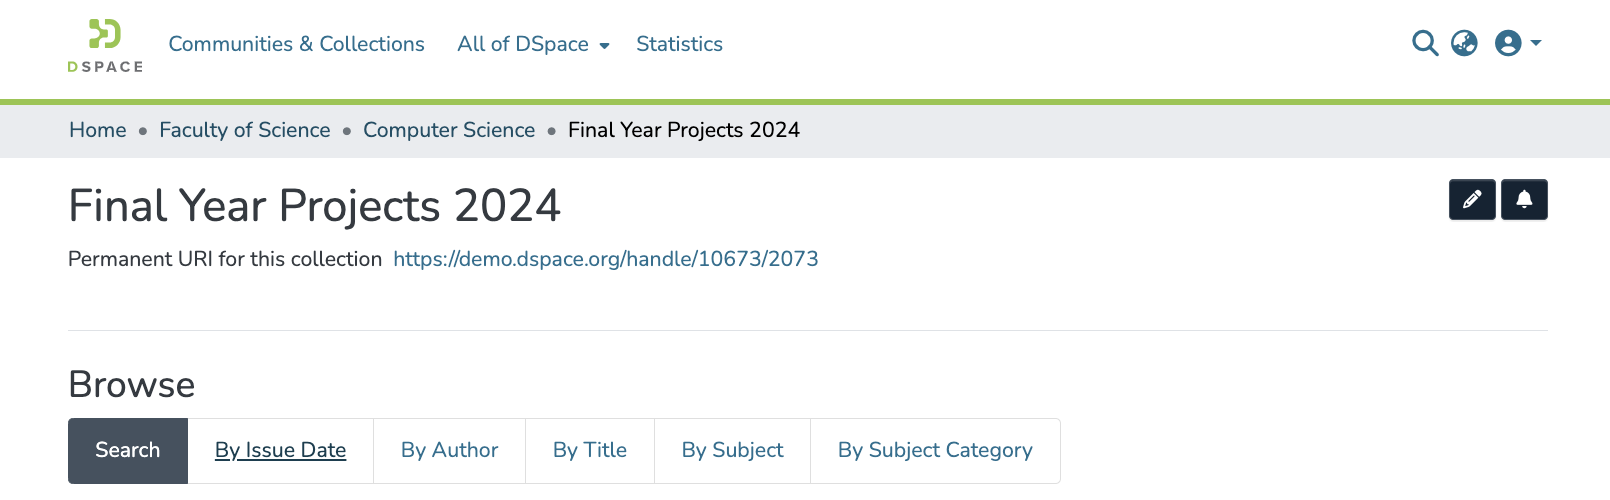 DSPACE
Communities & Collections All of DSpace Statistics
Home • Faculty of Science • Computer Science • Final Year Projects 2024
Final Year Projects 2024
Permanent URI for this collection https://demo.dspace.org/handle/10673/2073
Browse
Search By Issue Date By Author By Title By Subject By Subject Category